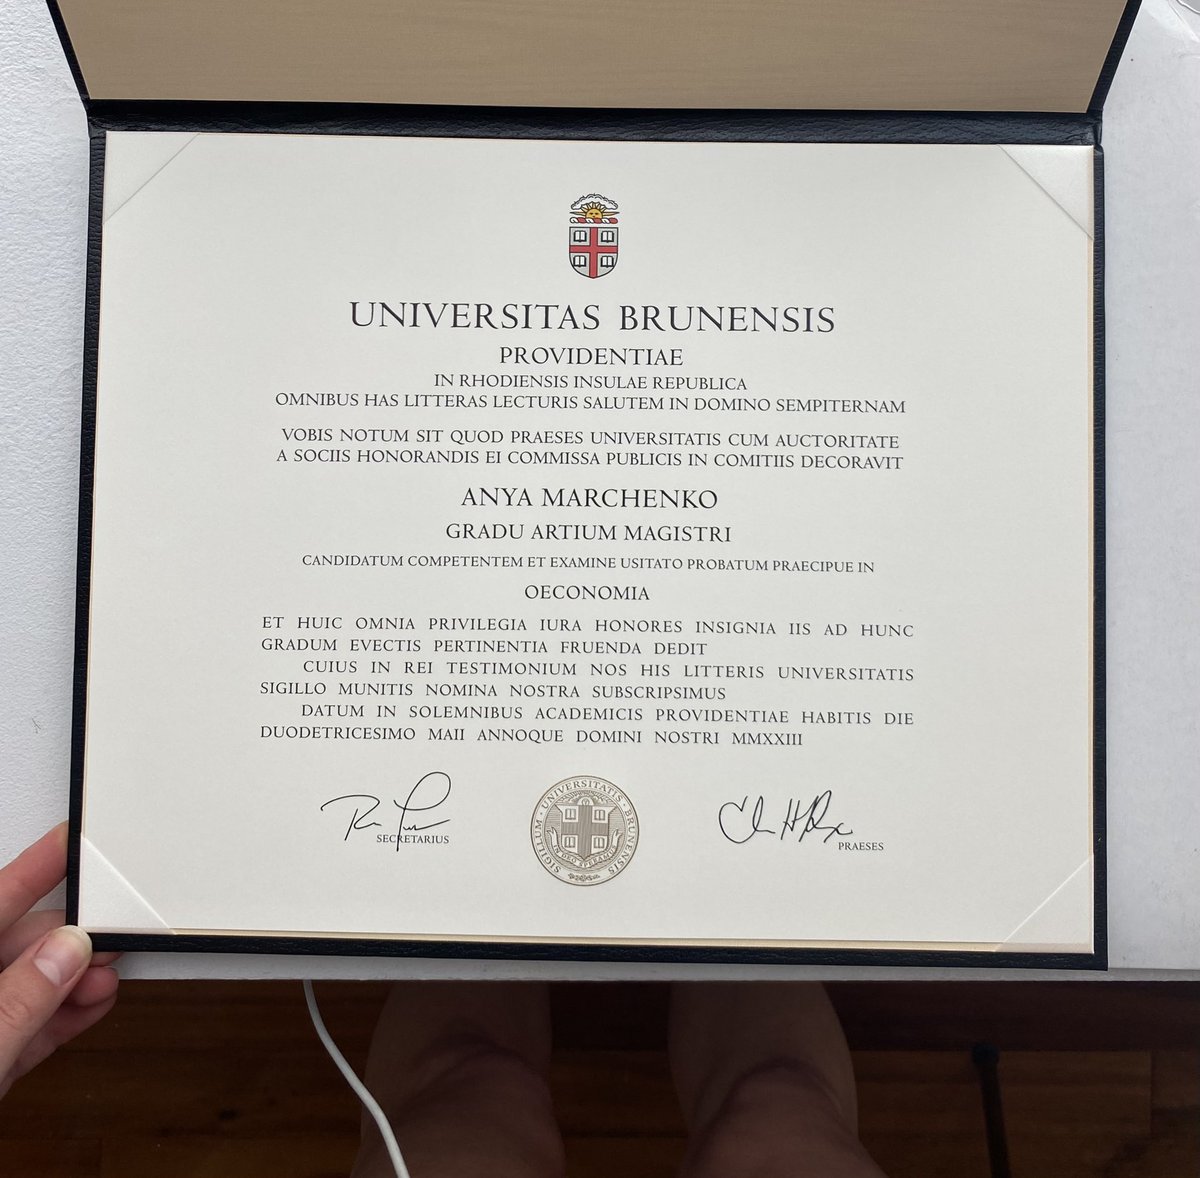 UNIVERSITAS BRUNENSIS
PROVIDENTIAE
IN RHODIENSIS INSULAE REPUBLICA
OMNIBUS HAS LITTERAS LECTURIS SALUTEM IN DOMINO SEMPITERNAM
VOBIS NOTUM SIT QUOD PRAESES UNIVERSITATIS CUM AUCTORITATE
A SOCIIS HONORANDIS EI COMMISSA PUBLICIS IN COMITIIS DECORAVIT
ANYA MARCHENKO
GRADU ARTIUM MAGISTRI
CANDIDATUM COMPETENTEM ET EXAMINE USITATO PROBATUM PRAECIPUE IN
OECONOMIA
ET HUIC OMNIA PRIVILEGIA IURA HONORES INSIGNIA IIS AD HUNC
GRADUM EVECTIS PERTINENTIA FRUENDA DEDIT
CUIUS IN REI TESTIMONIUM NOS HIS LITTERIS UNIVERSITATIS
SIGILLO MUNITIS NOMINA NOSTRA SUBSCRIPSIMUS
DATUM IN SOLEMNIBUS ACADEMICIS PROVIDENTIAE HABITIS DIE
DUODETRICESIMO MAII ANNOQUE DOMINI NOSTRI MMXXIII
SECRETARIUS
SIGILLUM · UNIVERSITATIS · BRUNENSIS
IN DEO SPERAMUS
PRAESES